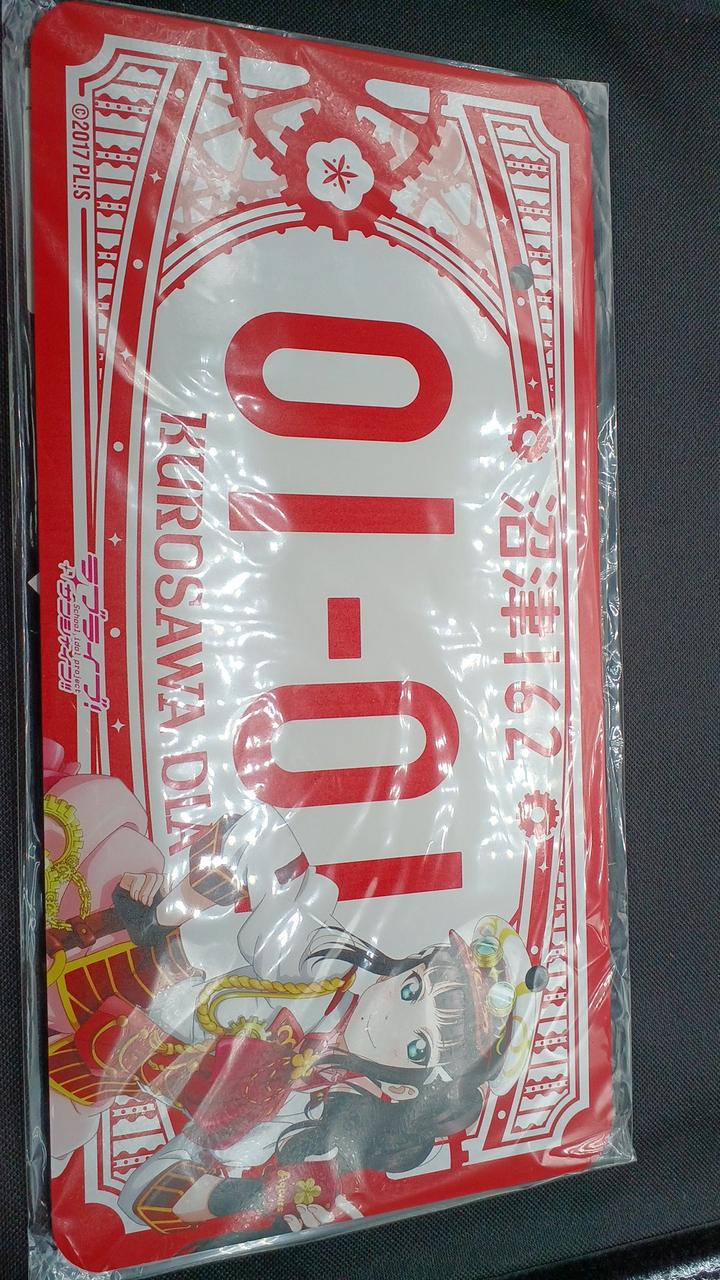 沼津162
01-01
KUROSAWA DIA
ラブライブ!
School idol project
サンシャイン!!
©2017 PL!S
Aqours